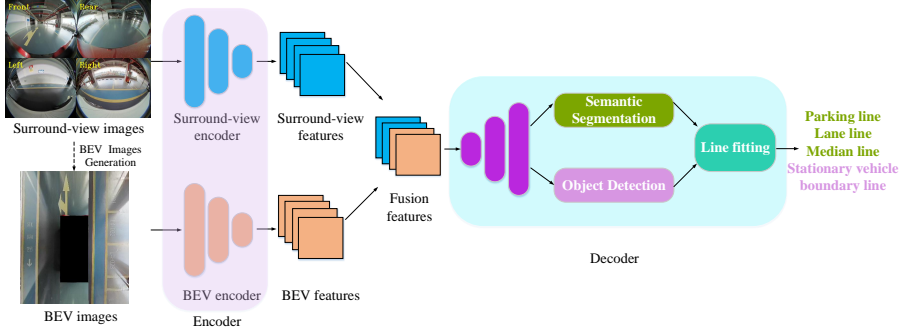 Front
Rear
Left
Right
Surround-view images
BEV Images
Generation
BEV images
Surround-view
encoder
BEV encoder
Encoder
Surround-view
features
BEV features
Fusion
features
Semantic
Segmentation
Object Detection
Line fitting
Decoder
Parking line
Lane line
Median line
Stationary vehicle
boundary line